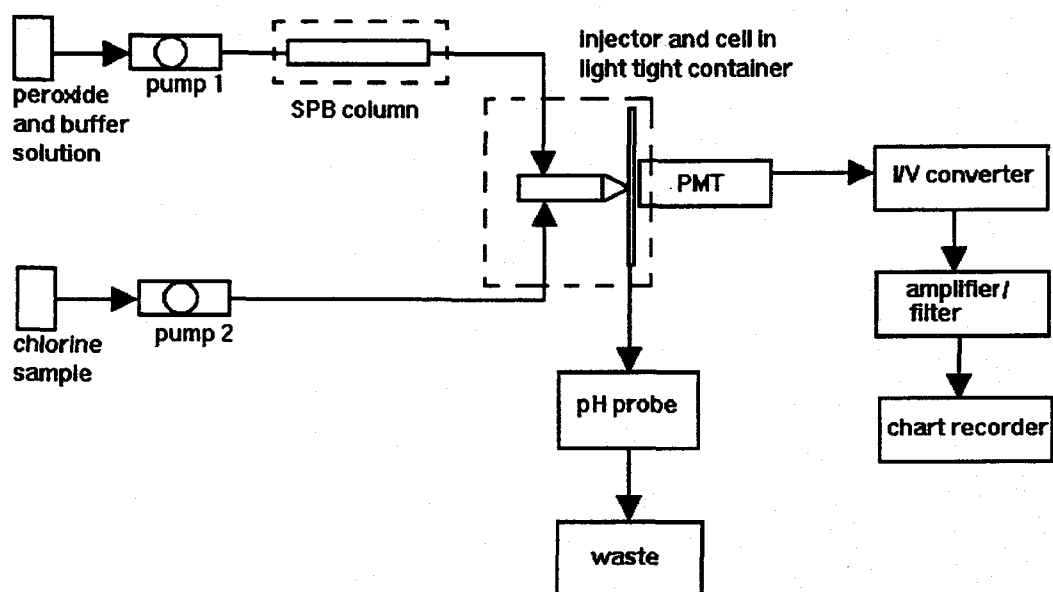 peroxide
and buffer
solution
pump 1
SPB column
injector and cell in
light tight container
PMT
I/V converter
amplifier/
filter
chart recorder
chlorine
sample
pump 2
pH probe
waste